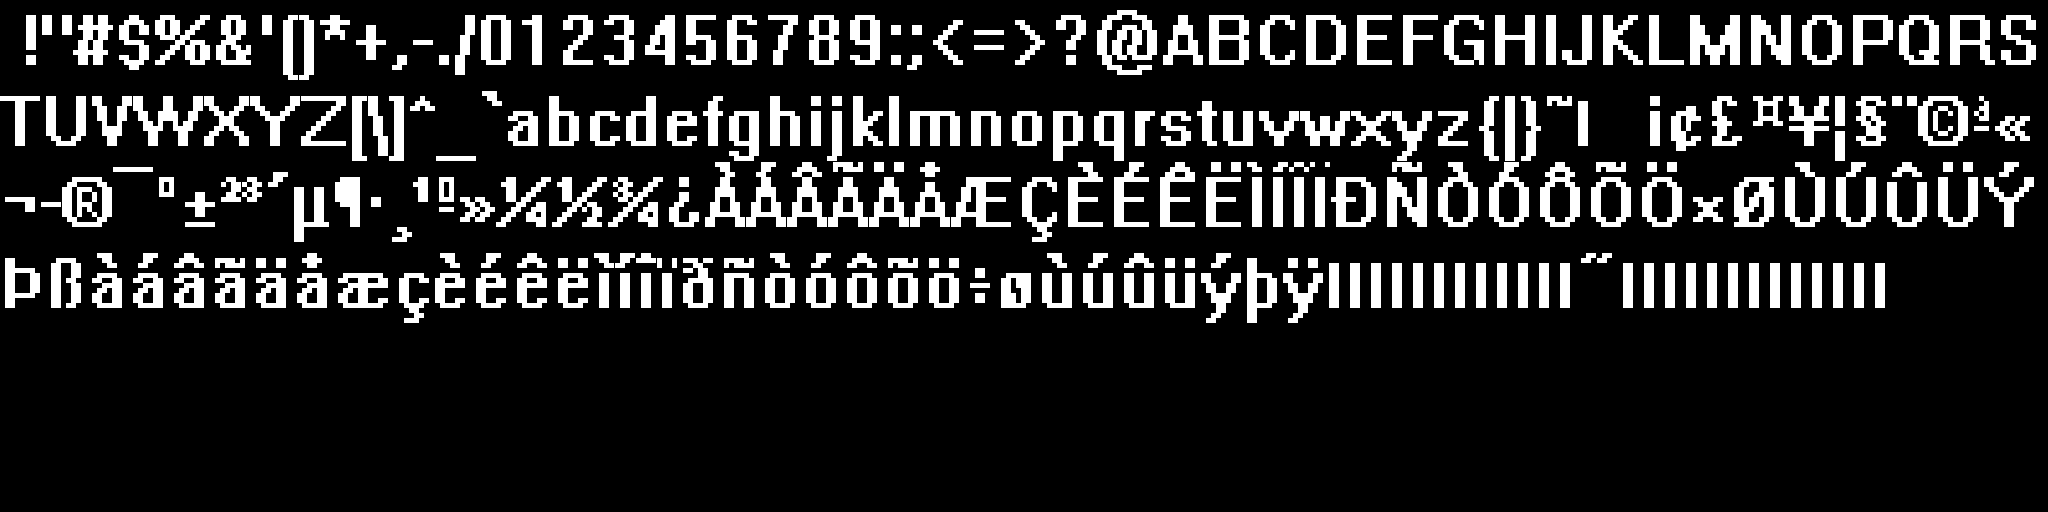 !"#$%&'()*+,-./0123456789:;<=>?@ABCDEFGHIJKLMNOPQRS
TUVWXYZ[\]^_`abcdefghijklmnopqrstuvwxyz{|}~ ¡¢£¤¥¦§¨©ª«
¬-®¯°±²³´µ¶·¸¹º»¼½¾¿ÀÁÂÃÄÅÆÇÈÉÊËÌÍÎÏÐÑÒÓÔÕÖ×ØÙÚÛÜÝ
Þßàáâãäåæçèéêëìíîïðñòóôõö÷øùúûüýþÿ˝